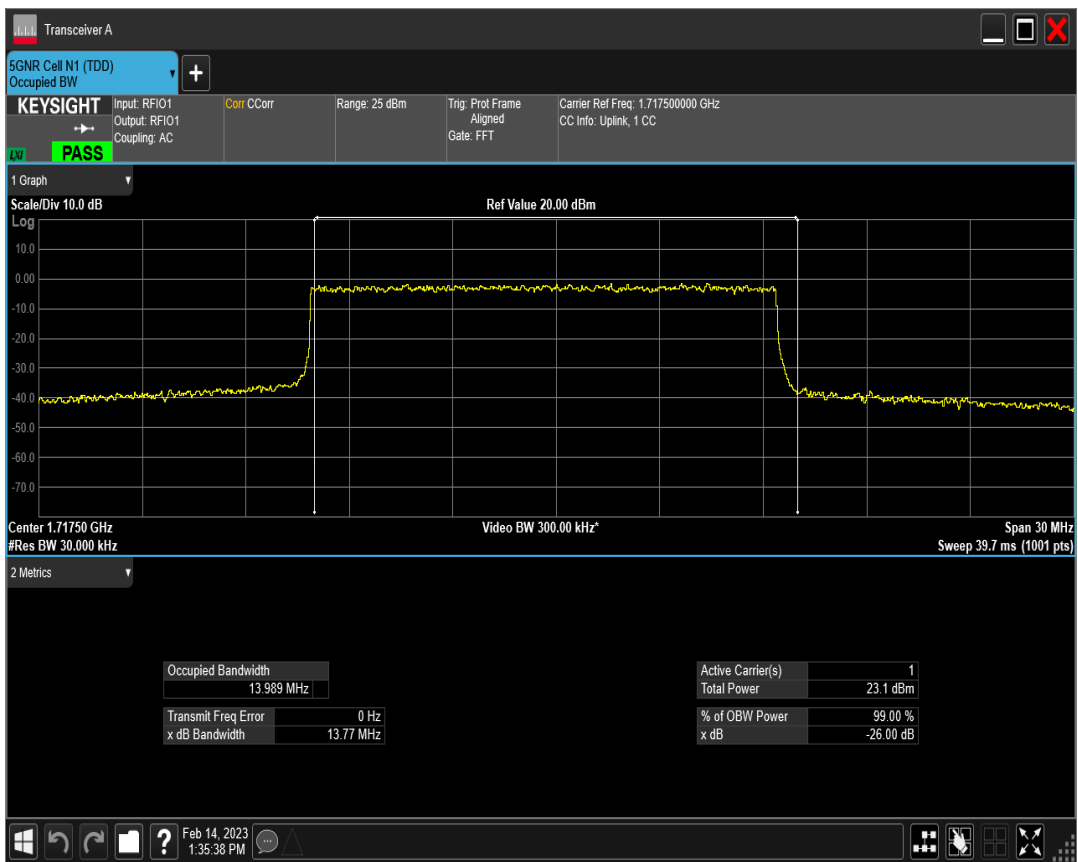 Transceiver A
5GNR Cell N1 (TDD)
Occupied BW
+
KEYSIGHT
LXI
PASS
Input: RFIO1
Output: RFIO1
Coupling: AC
Corr CCorr
Range: 25 dBm
Trig: Prot Frame
Aligned
Gate: FFT
Carrier Ref Freq: 1.717500000 GHz
CC Info: Uplink, 1 CC
1 Graph
Scale/Div 10.0 dB
Ref Value 20.00 dBm
Log
10.0
0.00
-10.0
-20.0
-30.0
-40.0
-50.0
-60.0
-70.0
Center 1.71750 GHz
Video BW 300.00 kHz*
Span 30 MHz
#Res BW 30.000 kHz
Sweep 39.7 ms (1001 pts)
2 Metrics
Occupied Bandwidth
13.989 MHz
Transmit Freq Error 0 Hz
x dB Bandwidth 13.77 MHz
Active Carrier(s) 1
Total Power 23.1 dBm
% of OBW Power 99.00 %
x dB -26.00 dB
?
Feb 14, 2023
1:35:38 PM